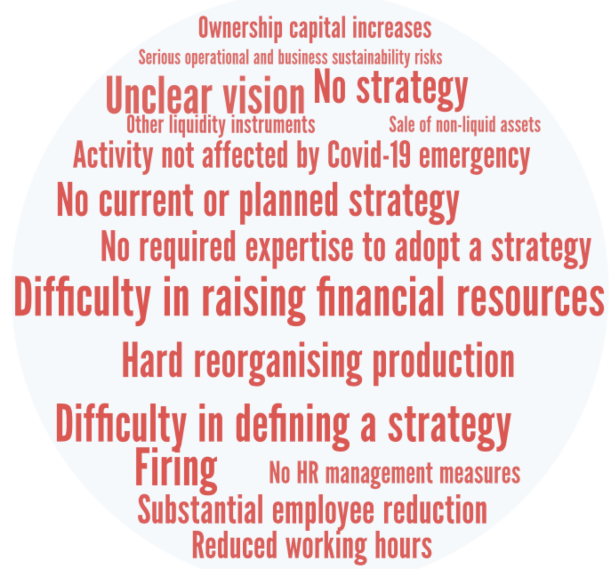 Ownership capital increases
Serious operational and business sustainability risks
Unclear vision No strategy
Other liquidity instruments Sale of non-liquid assets
Activity not affected by Covid-19 emergency
No current or planned strategy
No required expertise to adopt a strategy
Difficulty in raising financial resources
Hard reorganising production
Difficulty in defining a strategy
Firing No HR management measures
Substantial employee reduction
Reduced working hours